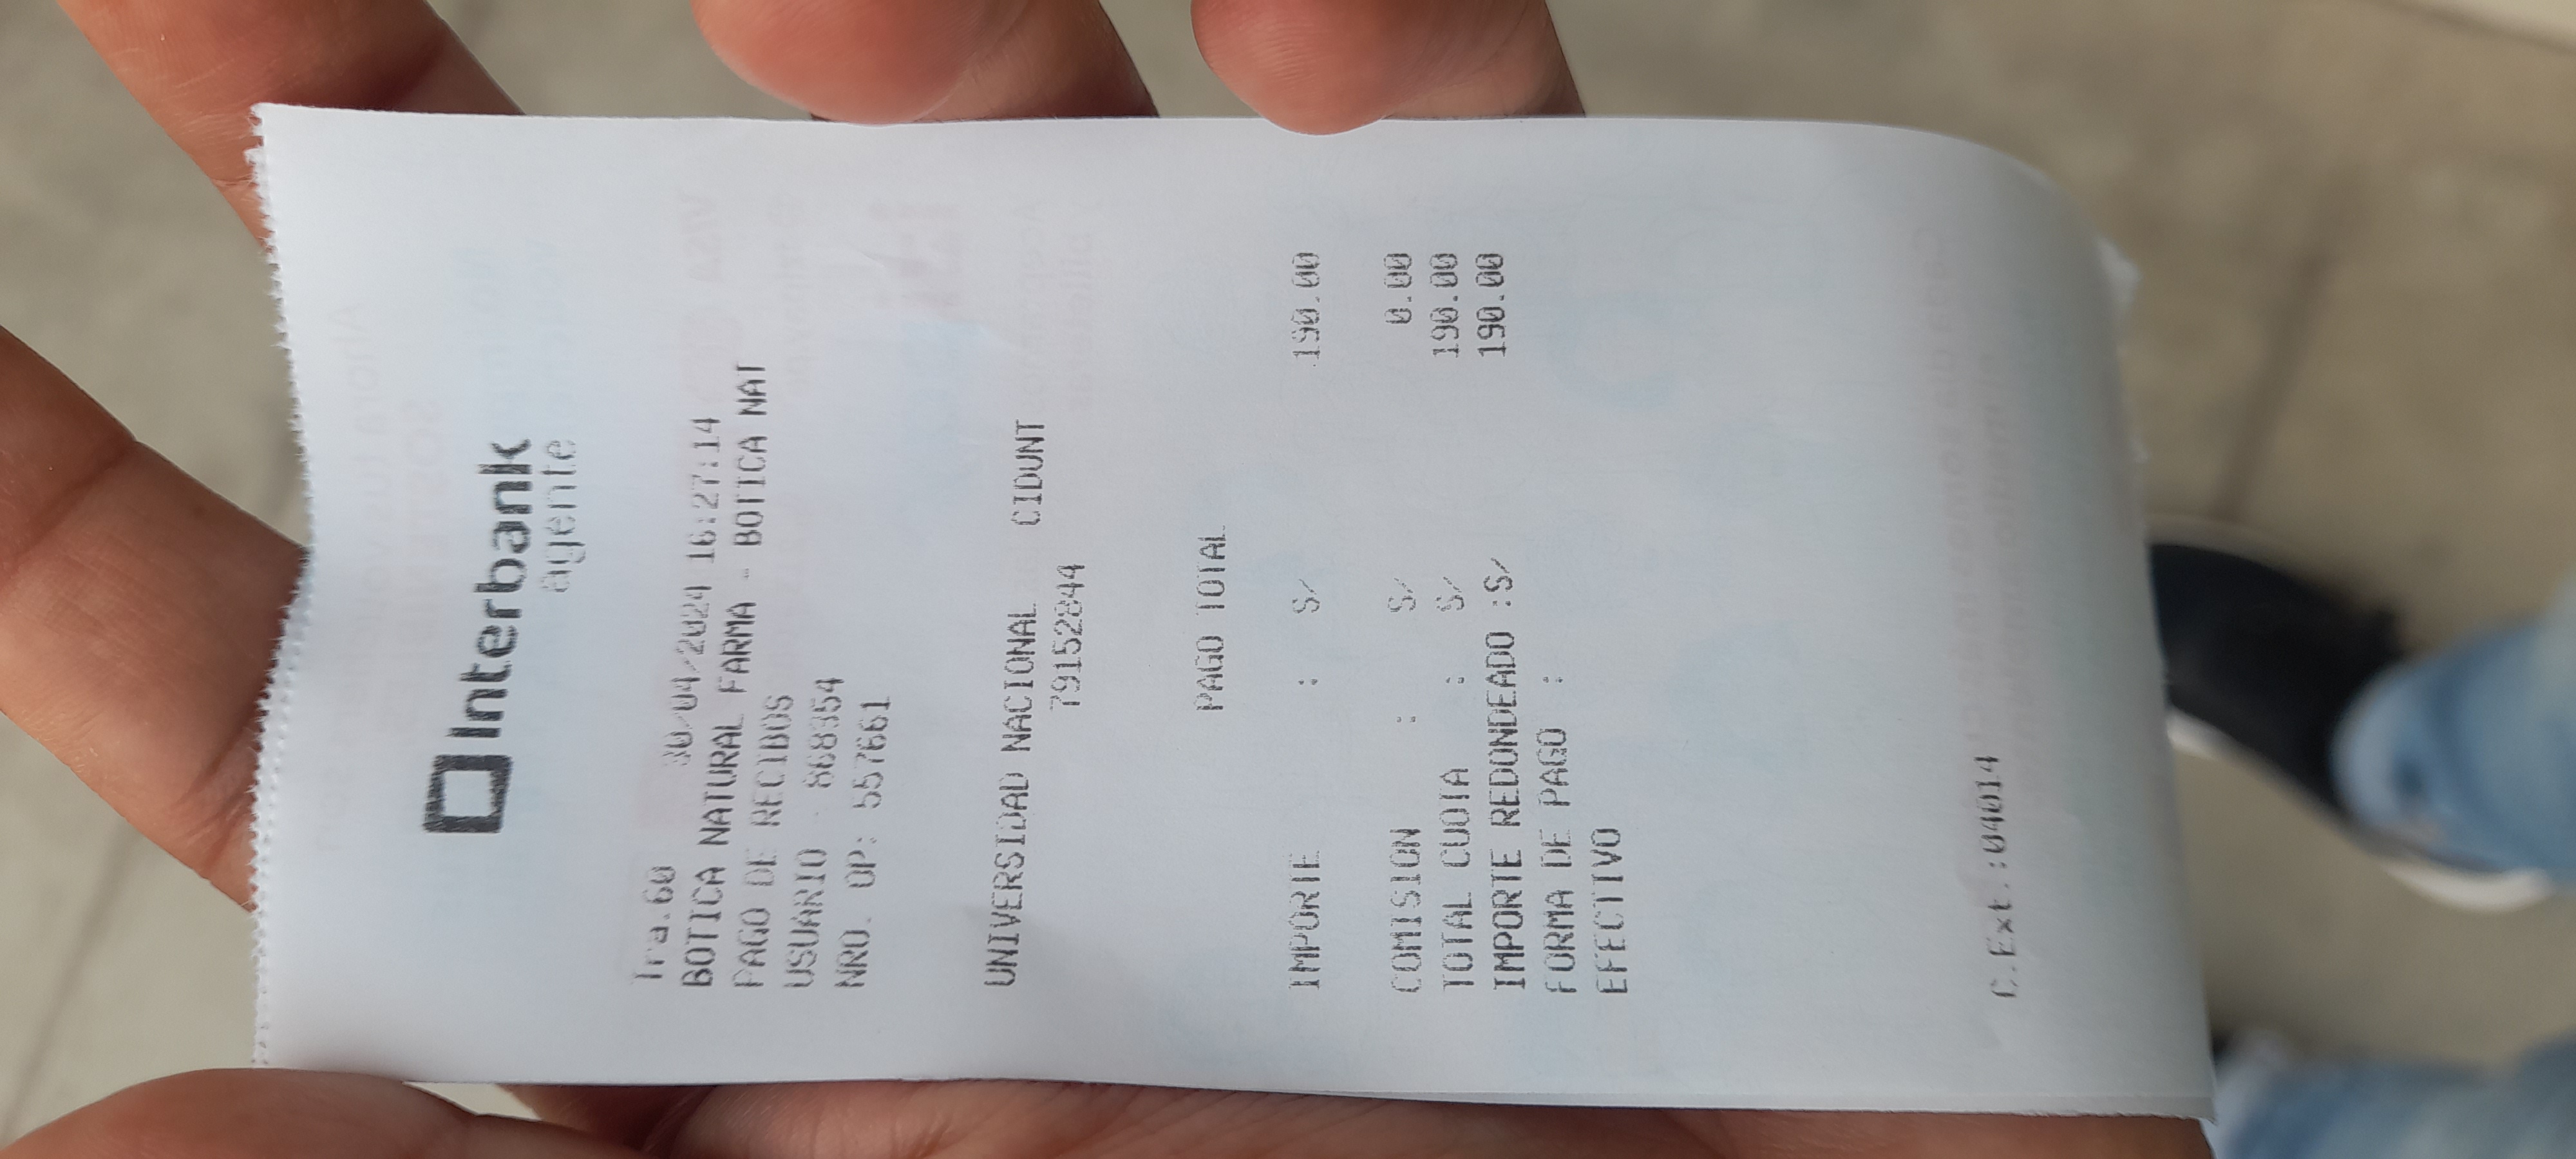 Interbank
agente
Tra.60 30/04/2024 16:27:14
BOTICA NATURAL FARMA - BOTICA NAT
PAGO DE RECIBOS
USUARIO : 868354
NRO. OP: 557661
UNIVERSIDAD NACIONAL CIDUNT
79152844
PAGO TOTAL
IMPORTE : S/ 190.00
COMISION : S/ 0.00
TOTAL CUOTA : S/ 190.00
IMPORTE REDONDEADO :S/ 190.00
FORMA DE PAGO :
EFECTIVO
C.Ext.:04014